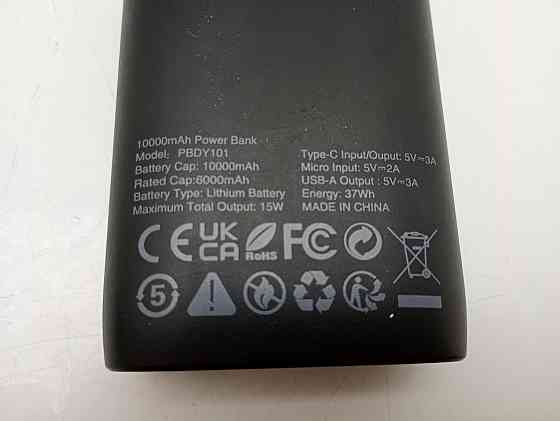 10000mAh Power Bank
Model: PBDY101
Battery Cap: 10000mAh
Rated Cap:6000mAh
Battery Type: Lithium Battery
Maximum Total Output: 15W
Type-C Input/Ouput: 5V⎓3A
Micro Input: 5V⎓2A
USB-A Output : 5V⎓3A
Energy: 37Wh
MADE IN CHINA
CE UK CA RoHS FC
5